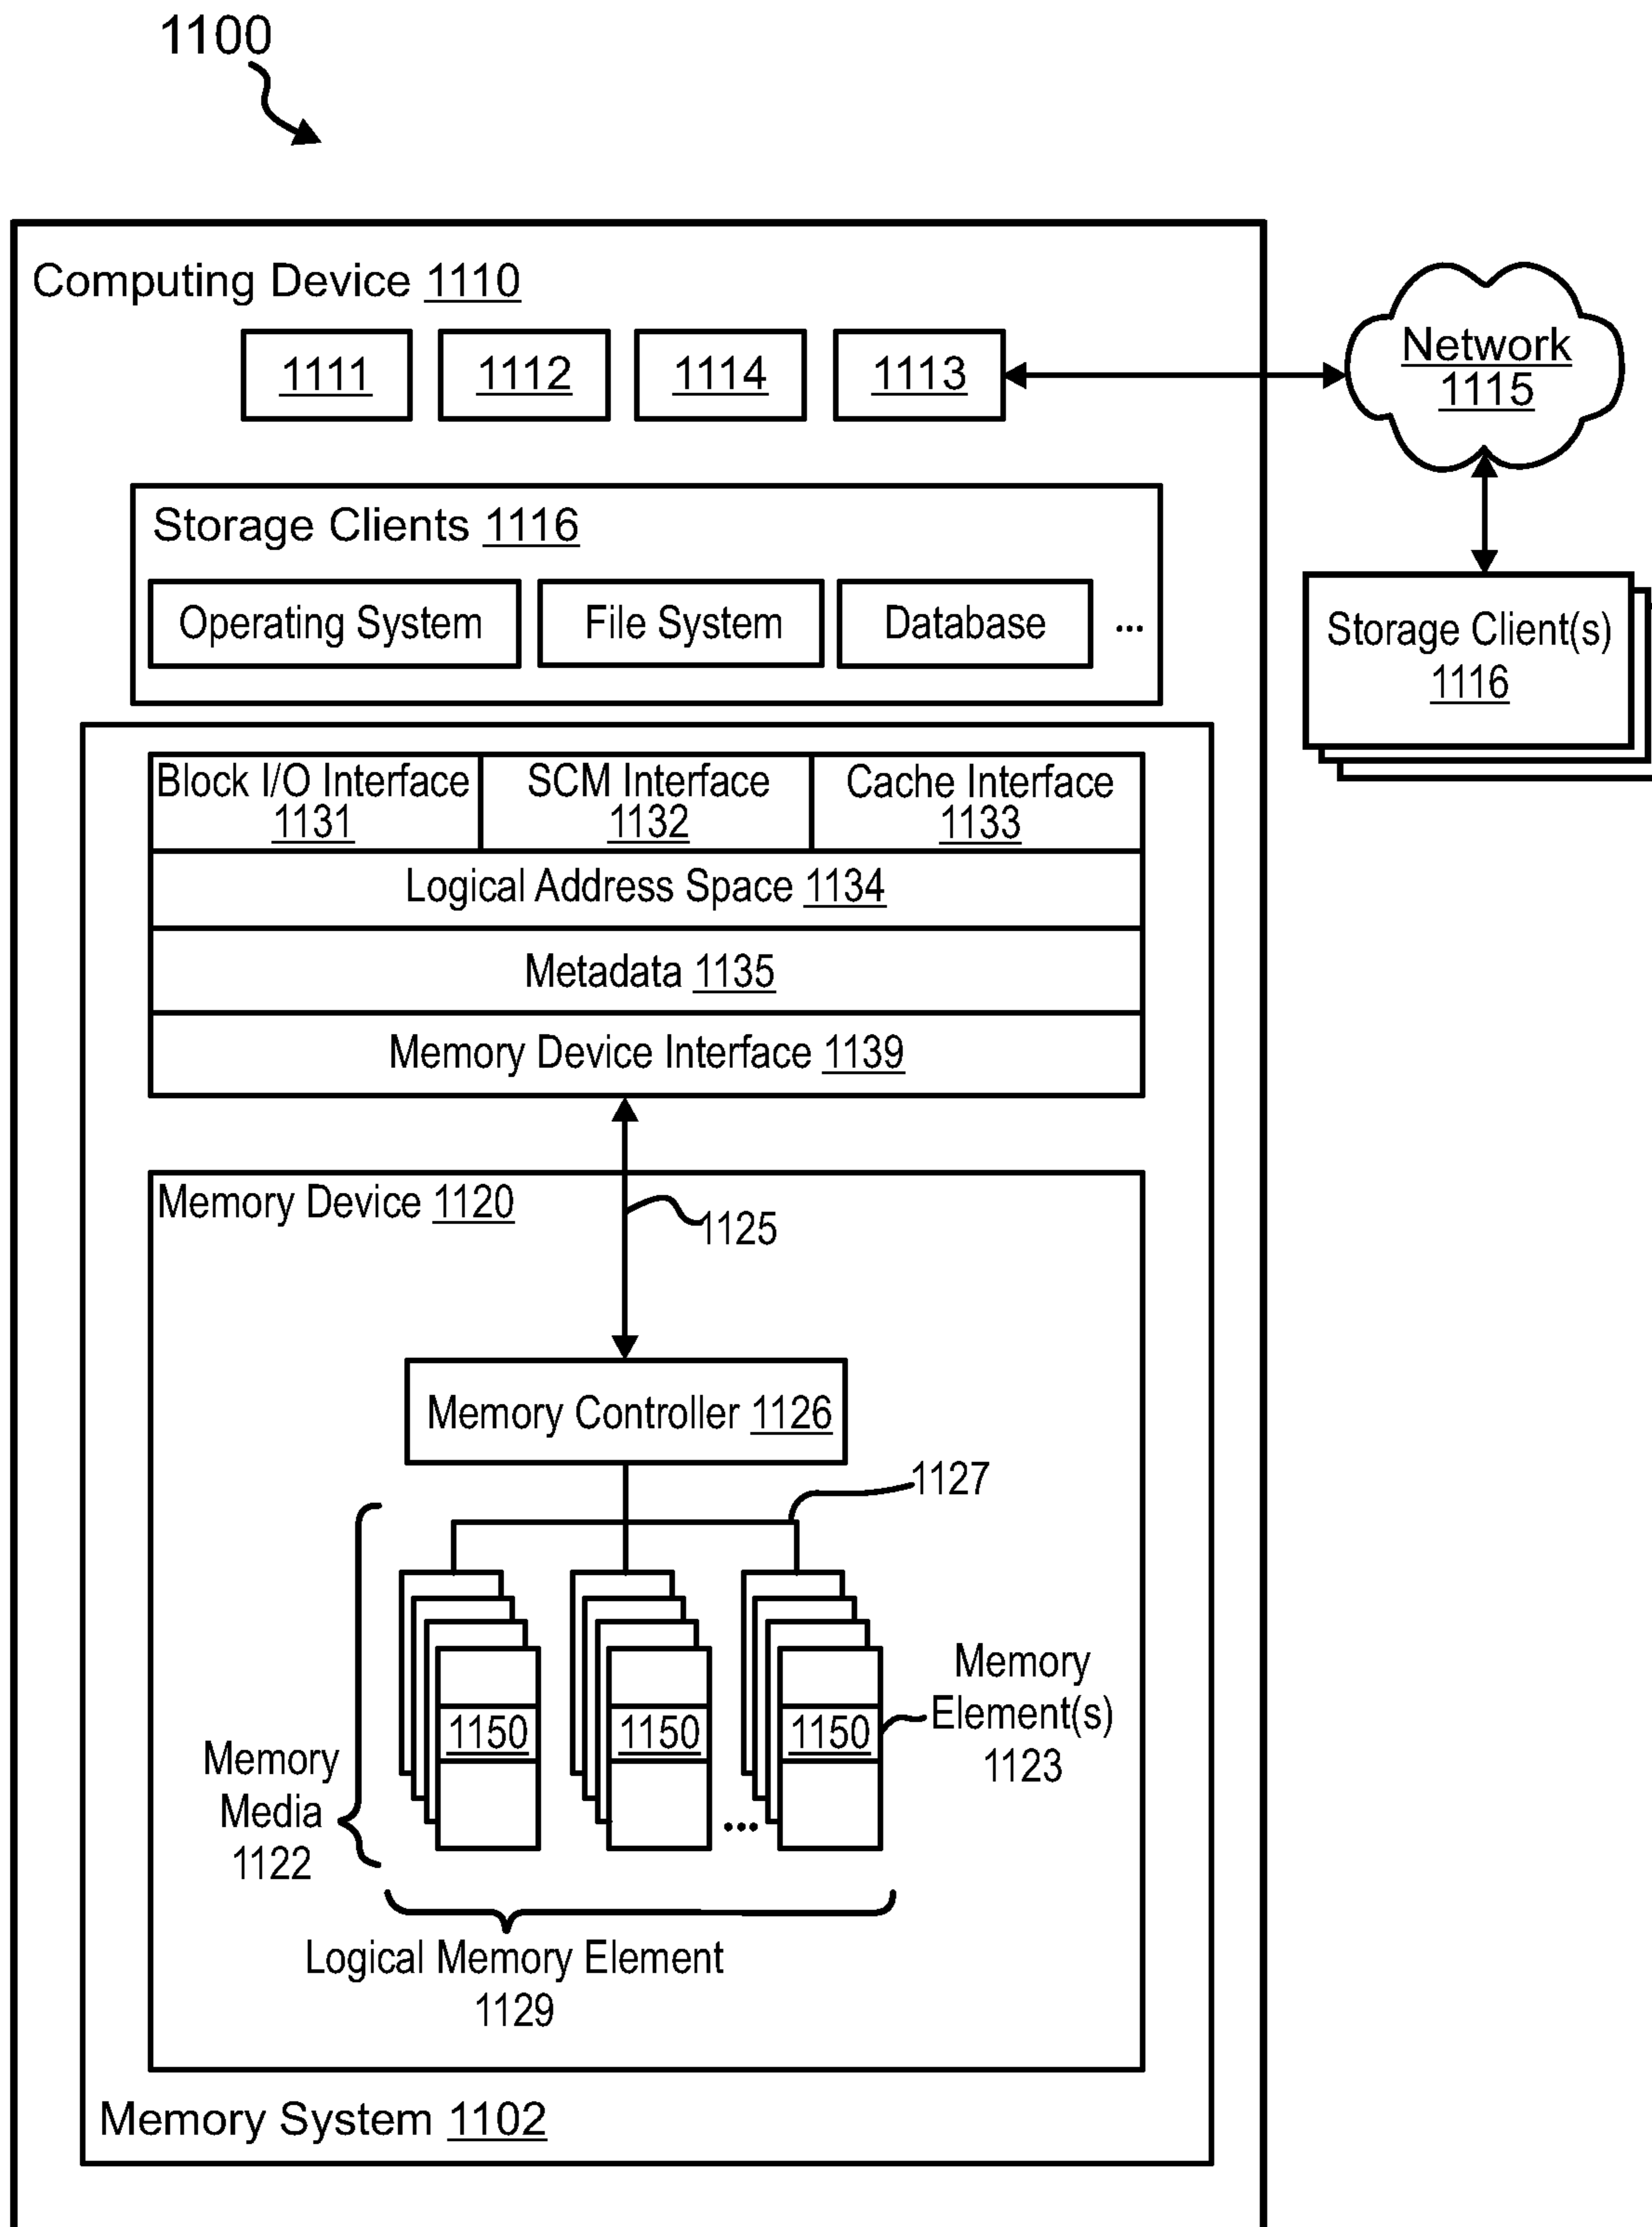 1100
Computing Device 1110
1111
1112
1114
1113
Network
1115
Storage Clients 1116
Operating System
File System
Database
...
Storage Client(s)
1116
Block I/O Interface
1131
SCM Interface
1132
Cache Interface
1133
Logical Address Space 1134
Metadata 1135
Memory Device Interface 1139
Memory Device 1120
1125
Memory Controller 1126
1127
Memory
Element(s)
1123
1150
1150
1150
...
Memory
Media
1122
Logical Memory Element
1129
Memory System 1102